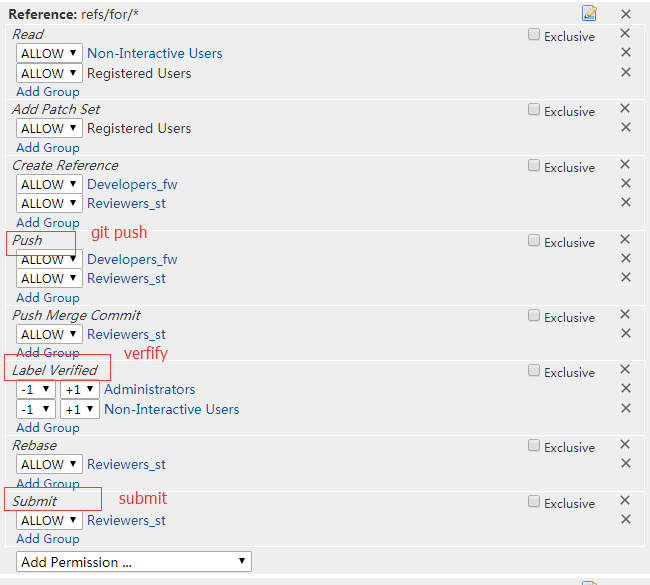 Reference: refs/for/*
Read
Exclusive
ALLOW Non-Interactive Users
ALLOW Registered Users
Add Group
Add Patch Set
Exclusive
ALLOW Registered Users
Add Group
Create Reference
Exclusive
ALLOW Developers_fw
ALLOW Reviewers_st
Add Group
git push
Push
Exclusive
ALLOW Developers_fw
ALLOW Reviewers_st
Add Group
Push Merge Commit
Exclusive
ALLOW Reviewers_st
Add Group
verfify
Label Verified
Exclusive
-1 +1 Administrators
-1 +1 Non-Interactive Users
Add Group
Rebase
Exclusive
ALLOW Reviewers_st
Add Group
Submit
submit
Exclusive
ALLOW Reviewers_st
Add Group
Add Permission ...